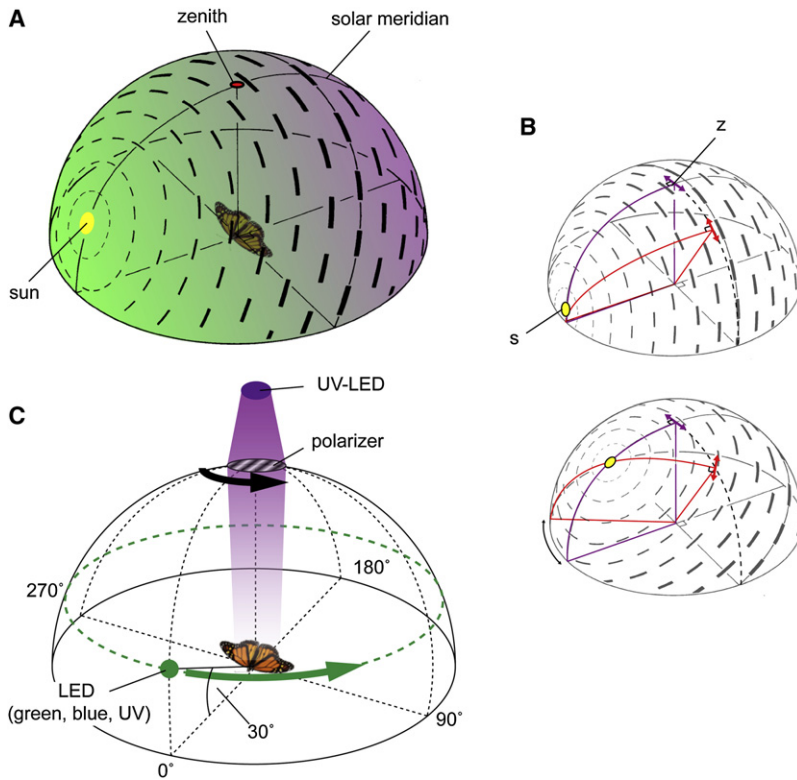 A
zenith
solar meridian
sun
B
z
s
C
UV-LED
polarizer
180°
270°
LED
(green, blue, UV)
30°
90°
0°